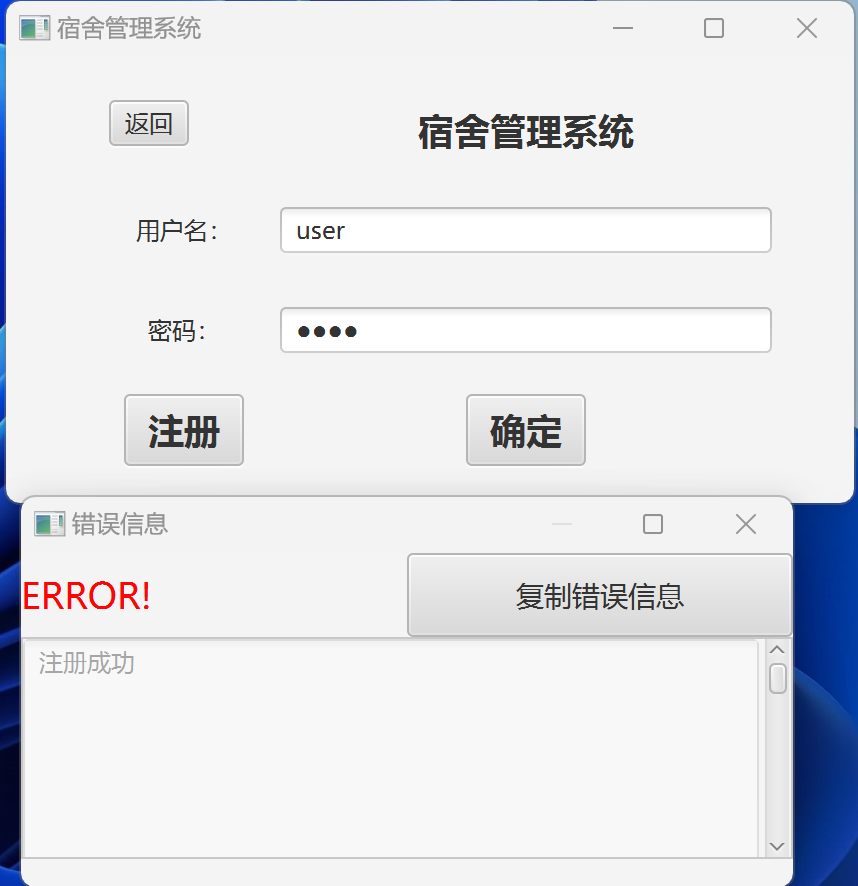 宿舍管理系统
返回
宿舍管理系统
用户名：
user
密码：
●●●●
注册
确定
错误信息
ERROR!
复制错误信息
注册成功